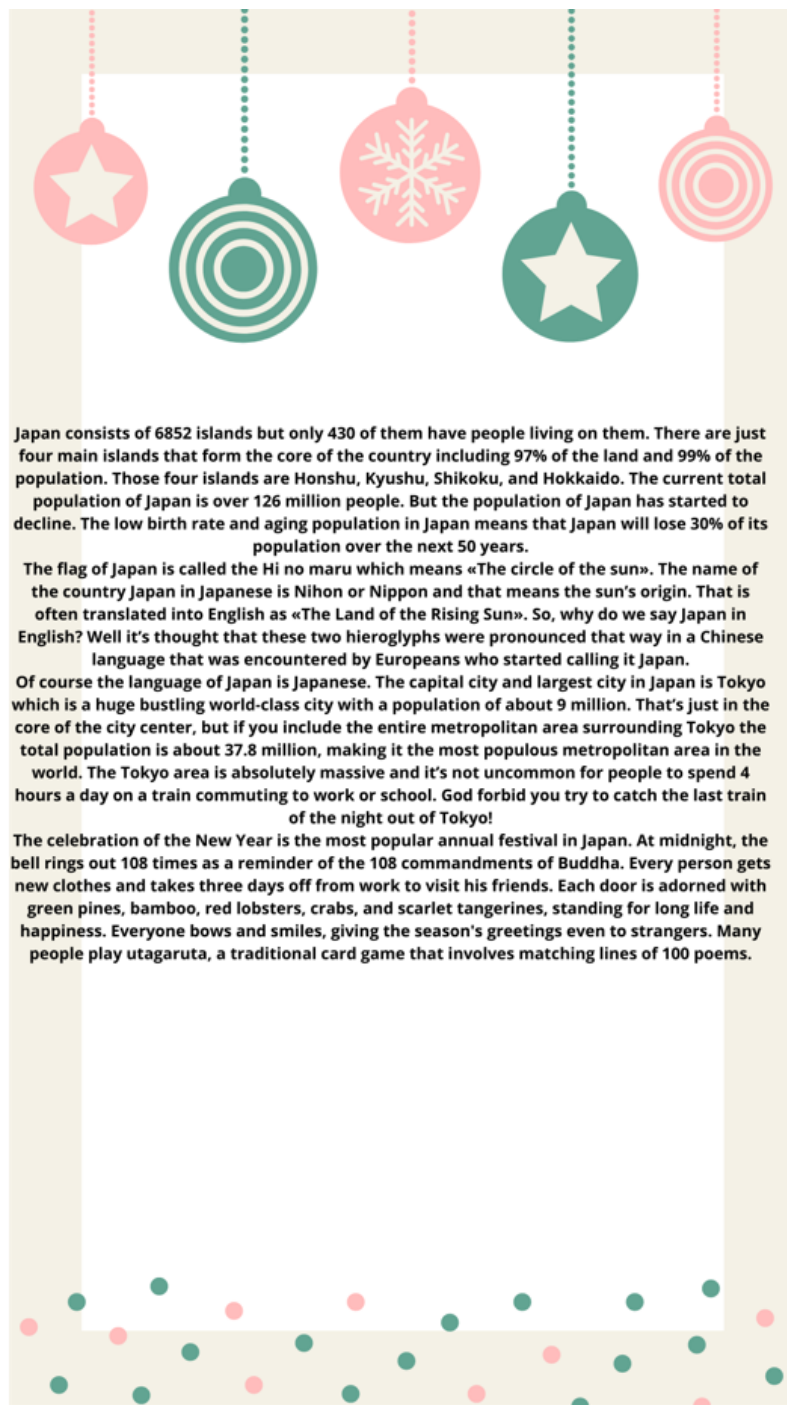 Japan consists of 6852 islands but only 430 of them have people living on them. There are just
four main islands that form the core of the country including 97% of the land and 99% of the
population. Those four islands are Honshu, Kyushu, Shikoku, and Hokkaido. The current total
population of Japan is over 126 million people. But the population of Japan has started to
decline. The low birth rate and aging population in Japan means that Japan will lose 30% of its
population over the next 50 years.
The flag of Japan is called the Hi no maru which means «The circle of the sun». The name of
the country Japan in Japanese is Nihon or Nippon and that means the sun’s origin. That is
often translated into English as «The Land of the Rising Sun». So, why do we say Japan in
English? Well it’s thought that these two hieroglyphs were pronounced that way in a Chinese
language that was encountered by Europeans who started calling it Japan.
Of course the language of Japan is Japanese. The capital city and largest city in Japan is Tokyo
which is a huge bustling world-class city with a population of about 9 million. That’s just in the
core of the city center, but if you include the entire metropolitan area surrounding Tokyo the
total population is about 37.8 million, making it the most populous metropolitan area in the
world. The Tokyo area is absolutely massive and it’s not uncommon for people to spend 4
hours a day on a train commuting to work or school. God forbid you try to catch the last train
of the night out of Tokyo!
The celebration of the New Year is the most popular annual festival in Japan. At midnight, the
bell rings out 108 times as a reminder of the 108 commandments of Buddha. Every person gets
new clothes and takes three days off from work to visit his friends. Each door is adorned with
green pines, bamboo, red lobsters, crabs, and scarlet tangerines, standing for long life and
happiness. Everyone bows and smiles, giving the season's greetings even to strangers. Many
people play utagaruta, a traditional card game that involves matching lines of 100 poems.